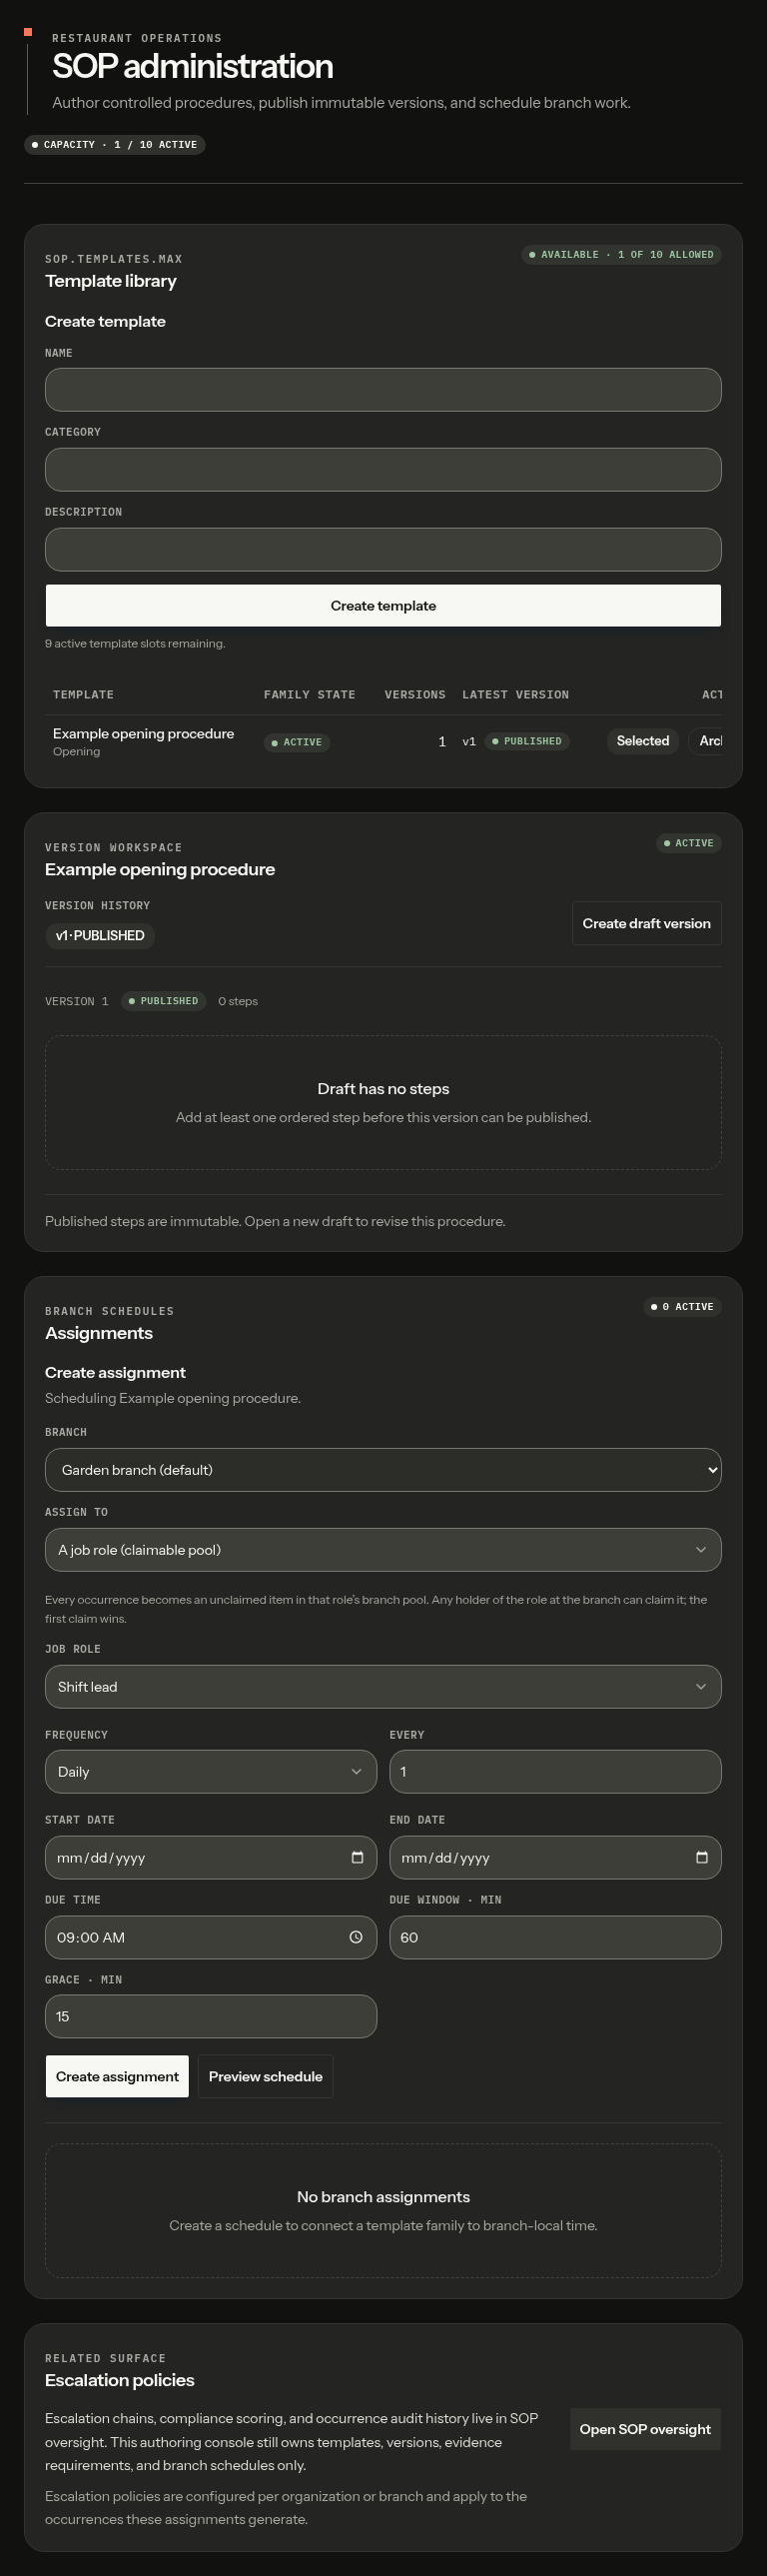 RESTAURANT OPERATIONS
SOP administration
Author controlled procedures, publish immutable versions, and schedule branch work.
CAPACITY · 1 / 10 ACTIVE
SOP.TEMPLATES.MAX
AVAILABLE · 1 OF 10 ALLOWED
Template library
Create template
NAME
CATEGORY
DESCRIPTION
Create template
9 active template slots remaining.
TEMPLATE FAMILY STATE VERSIONS LATEST VERSION ACT
Example opening procedure ACTIVE 1 v1 PUBLISHED Selected Arcl
Opening
VERSION WORKSPACE
ACTIVE
Example opening procedure
VERSION HISTORY
v1 · PUBLISHED
Create draft version
VERSION 1 PUBLISHED 0 steps
Draft has no steps
Add at least one ordered step before this version can be published.
Published steps are immutable. Open a new draft to revise this procedure.
BRANCH SCHEDULES
0 ACTIVE
Assignments
Create assignment
Scheduling Example opening procedure.
BRANCH
Garden branch (default)
ASSIGN TO
A job role (claimable pool)
Every occurrence becomes an unclaimed item in that role's branch pool. Any holder of the role at the branch can claim it; the
first claim wins.
JOB ROLE
Shift lead
FREQUENCY EVERY
Daily 1
START DATE END DATE
mm/dd/yyyy mm/dd/yyyy
DUE TIME DUE WINDOW · MIN
09:00 AM 60
GRACE · MIN
15
Create assignment Preview schedule
No branch assignments
Create a schedule to connect a template family to branch-local time.
RELATED SURFACE
Escalation policies
Escalation chains, compliance scoring, and occurrence audit history live in SOP
oversight. This authoring console still owns templates, versions, evidence
requirements, and branch schedules only.
Open SOP oversight
Escalation policies are configured per organization or branch and apply to the
occurrences these assignments generate.